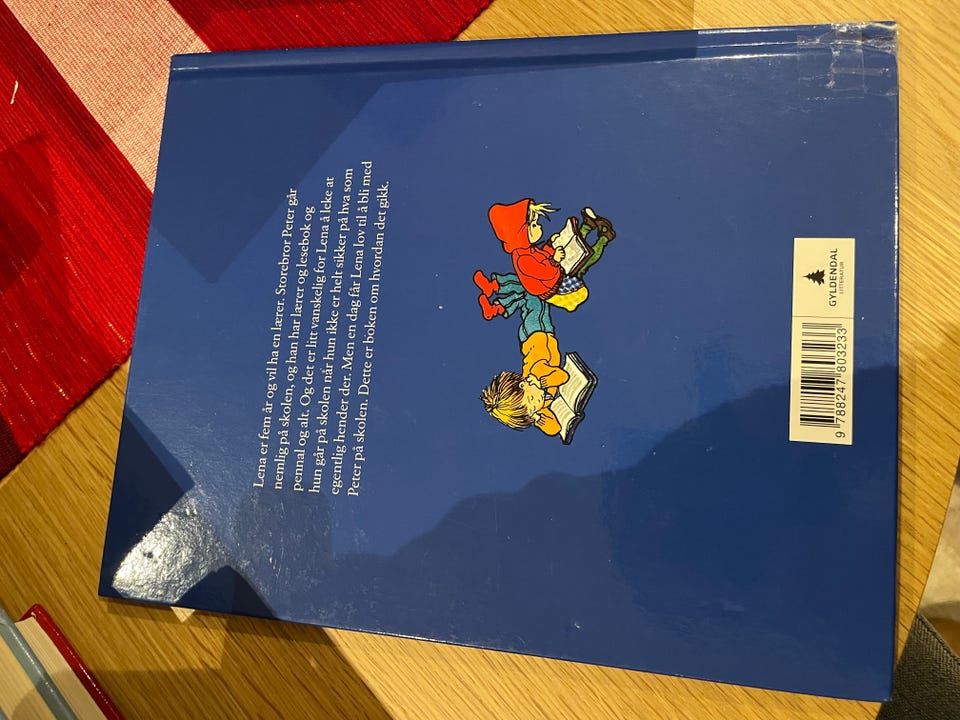 Lena er fem år og vil ha en lærer. Storebror Peter går
nemlig på skolen, og han har lærer og lesebok og
pennal og alt. Og det er litt vanskelig for Lena å leke at
hun går på skolen når hun ikke er helt sikker på hva som
egentlig hender der. Men en dag får Lena lov til å bli med
Peter på skolen. Dette er boken om hvordan det gikk.
GYLDENDAL
LITTERATUR
9 788247 803233